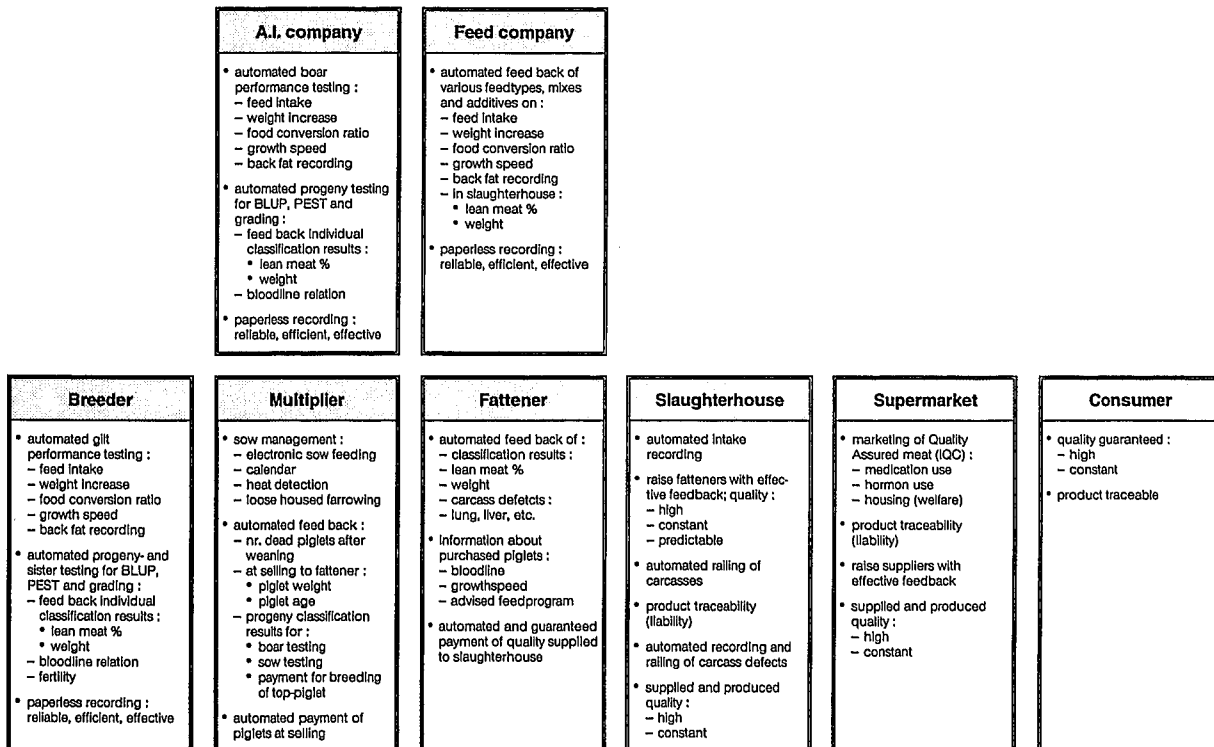 A.I. company
• automated boar
performance testing :
– feed intake
– weight increase
– food conversion ratio
– growth speed
– back fat recording
• automated progeny testing
for BLUP, PEST and
grading :
– feed back individual
classification results :
• lean meat %
• weight
– bloodline relation
• paperless recording :
reliable, efficient, effective
Feed company
• automated feed back of
various feedtypes, mixes
and additives on :
– feed intake
– weight increase
– food conversion ratio
– growth speed
– back fat recording
– in slaughterhouse :
• lean meat %
• weight
• paperless recording :
reliable, efficient, effective
Breeder
• automated gilt
performance testing :
– feed intake
– weight increase
– food conversion ratio
– growth speed
– back fat recording
• automated progeny- and
sister testing for BLUP,
PEST and grading :
– feed back individual
classification results :
• lean meat %
• weight
– bloodline relation
– fertility
• paperless recording :
reliable, efficient, effective
Multiplier
• sow management :
– electronic sow feeding
– calendar
– heat detection
– loose housed farrowing
• automated feed back :
– nr. dead piglets after
weaning
– at selling to fattener :
• piglet weight
• piglet age
– progeny classification
results for :
• boar testing
• sow testing
• payment for breeding
of top-piglet
• automated payment of
piglets at selling
Fattener
• automated feed back of :
– classification results :
– lean meat %
– weight
– carcass defetcts :
– lung, liver, etc.
• information about
purchased piglets :
– bloodline
– growthspeed
– advised feedprogram
• automated and guaranteed
payment of quality supplied
to slaughterhouse
Slaughterhouse
• automated intake
recording
• raise fatteners with effec-
tive feedback; quality :
– high
– constant
– predictable
• automated railing of
carcasses
• product traceability
(liability)
• automated recording and
railing of carcass defects
• supplied and produced
quality :
– high
– constant
Supermarket
• marketing of Quality
Assured meat (IQC) :
– medication use
– hormon use
– housing (welfare)
• product traceability
(liability)
• raise suppliers with
effective feedback
• supplied and produced
quality :
– high
– constant
Consumer
• quality guaranteed :
– high
– constant
• product traceable